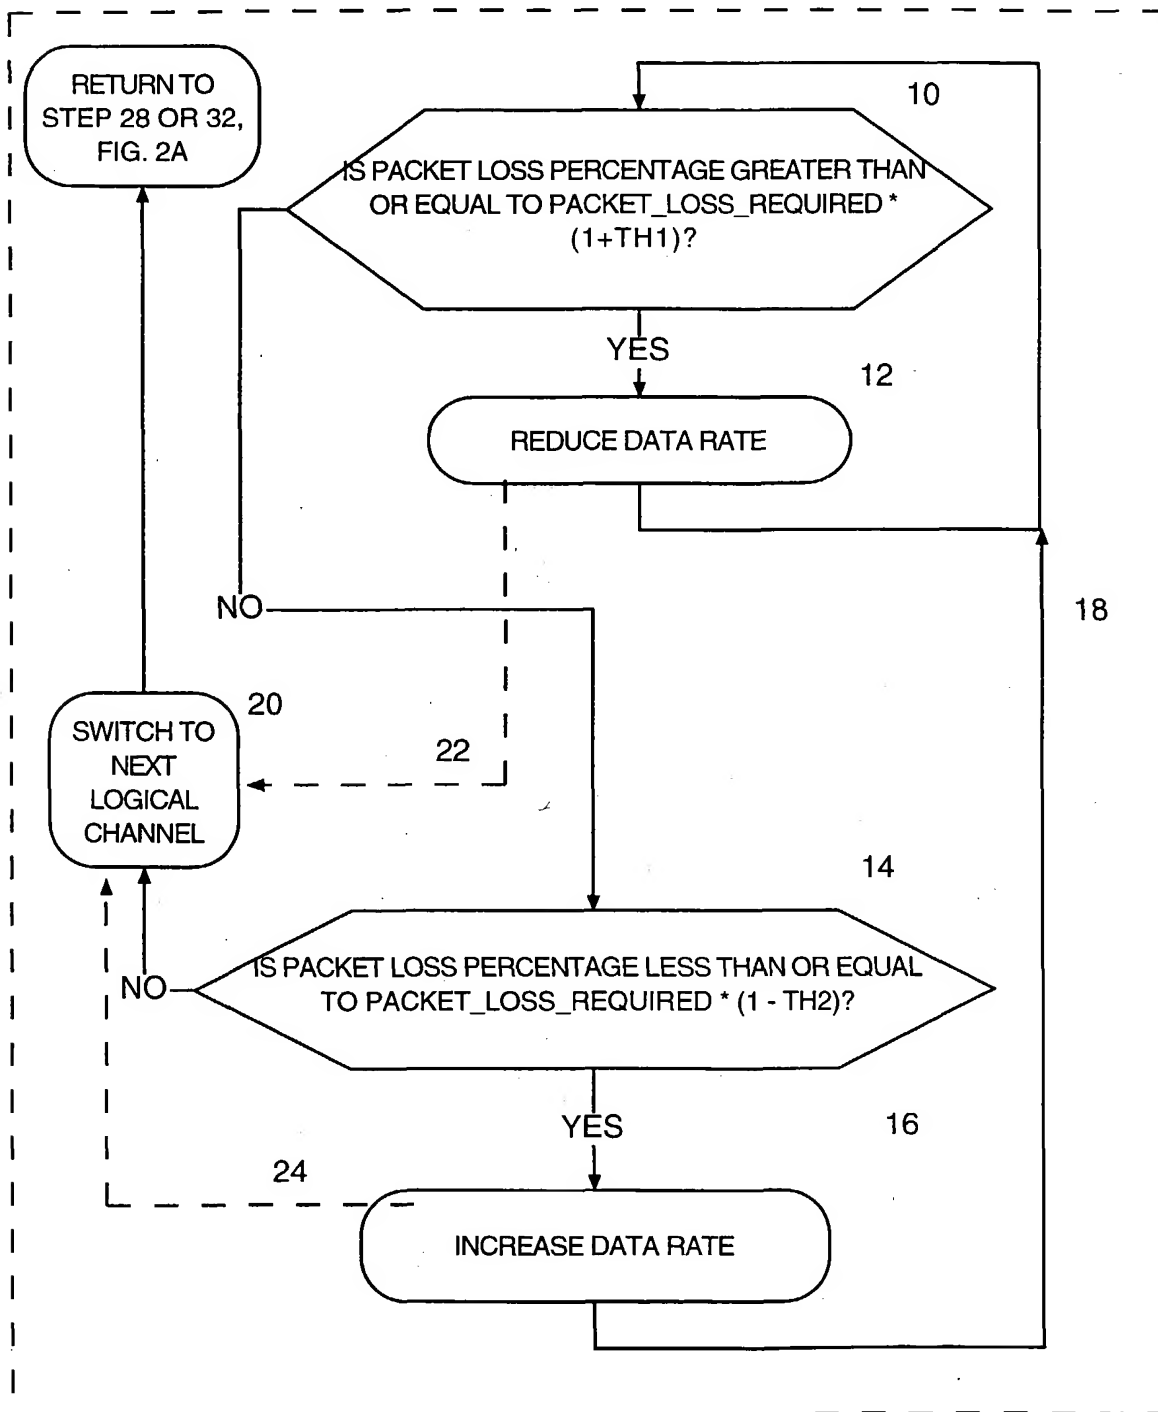 RETURN TO
STEP 28 OR 32,
FIG. 2A
10
IS PACKET LOSS PERCENTAGE GREATER THAN
OR EQUAL TO PACKET_LOSS_REQUIRED *
(1+TH1)?
YES
12
REDUCE DATA RATE
NO
18
20
SWITCH TO
NEXT
LOGICAL
CHANNEL
22
14
IS PACKET LOSS PERCENTAGE LESS THAN OR EQUAL
TO PACKET_LOSS_REQUIRED * (1 - TH2)?
NO
YES
16
24
INCREASE DATA RATE